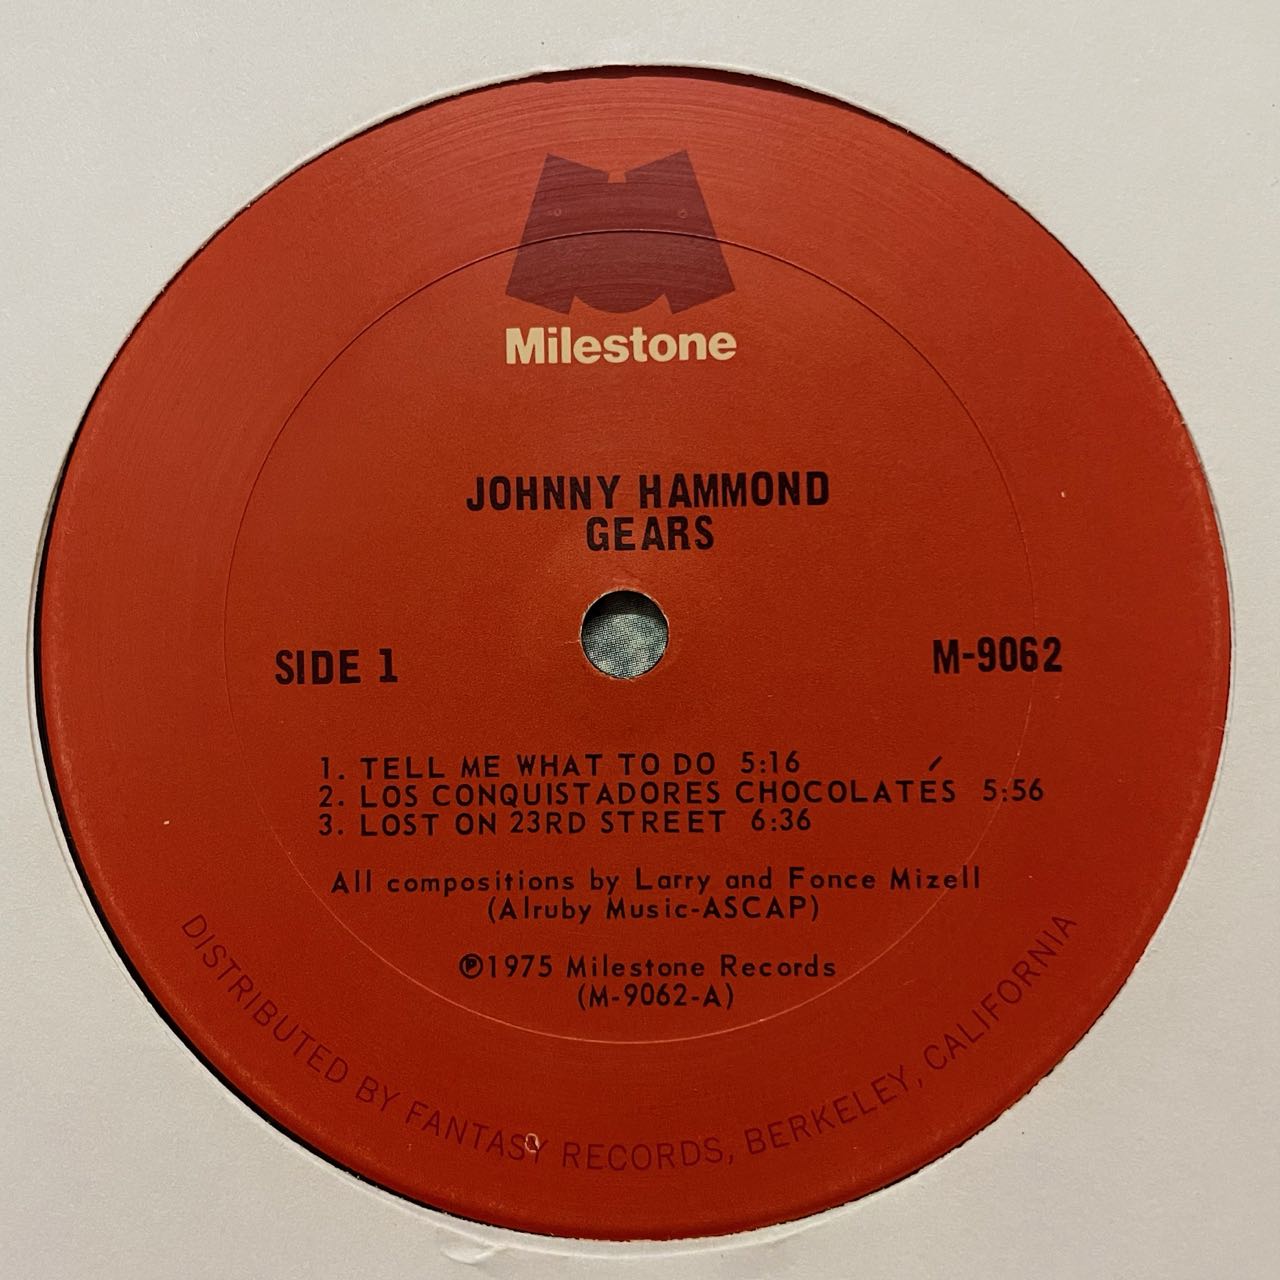 Milestone
JOHNNY HAMMOND
GEARS
SIDE 1
M-9062
1. TELL ME WHAT TO DO 5:16
2. LOS CONQUISTADORES CHOCOLATÉS 5:56
3. LOST ON 23RD STREET 6:36
All compositions by Larry and Fonce Mizell
(Alruby Music-ASCAP)
℗1975 Milestone Records
(M-9062-A)
DISTRIBUTED BY FANTASY RECORDS, BERKELEY, CALIFORNIA